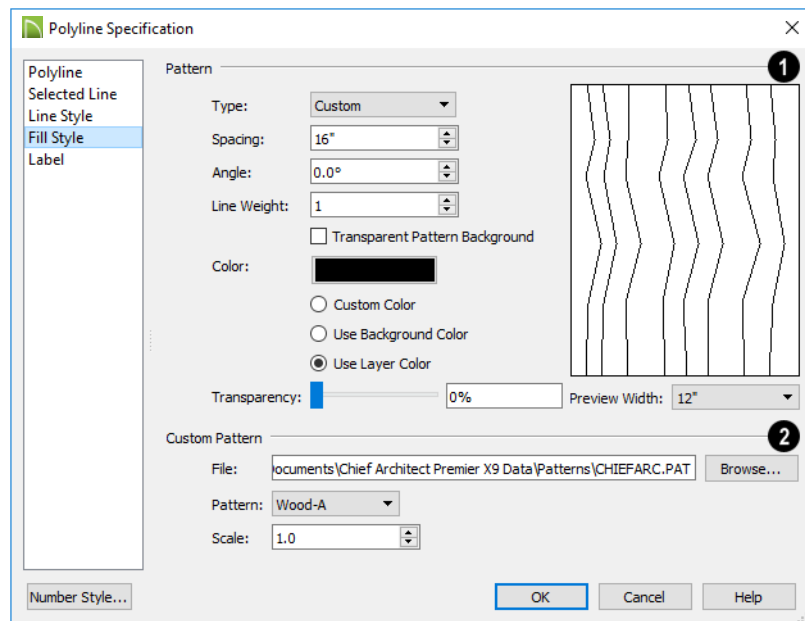 Polyline Specification
Polyline
Selected Line
Line Style
Fill Style
Label
Pattern
1
Type:
Custom
Spacing:
16"
Angle:
0.0°
Line Weight:
1
Transparent Pattern Background
Color:
Custom Color
Use Background Color
Use Layer Color
Transparency:
0%
Preview Width:
12"
Custom Pattern
2
File:
Documents\Chief Architect Premier X9 Data\Patterns\CHIEFARC.PAT
Browse...
Pattern:
Wood-A
Scale:
1.0
Number Style...
OK
Cancel
Help